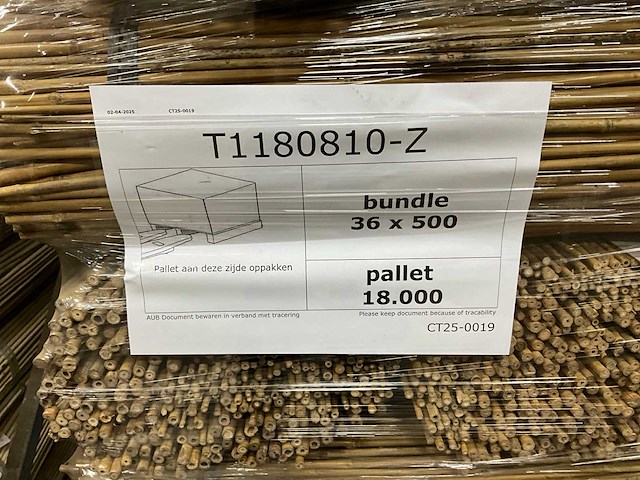 02-04-2025 CT25-0019
T1180810-Z
bundle
36 x 500
Pallet aan deze zijde oppakken
pallet
18.000
AUB Document bewaren in verband met tracering
Please keep document because of tracability
CT25-0019